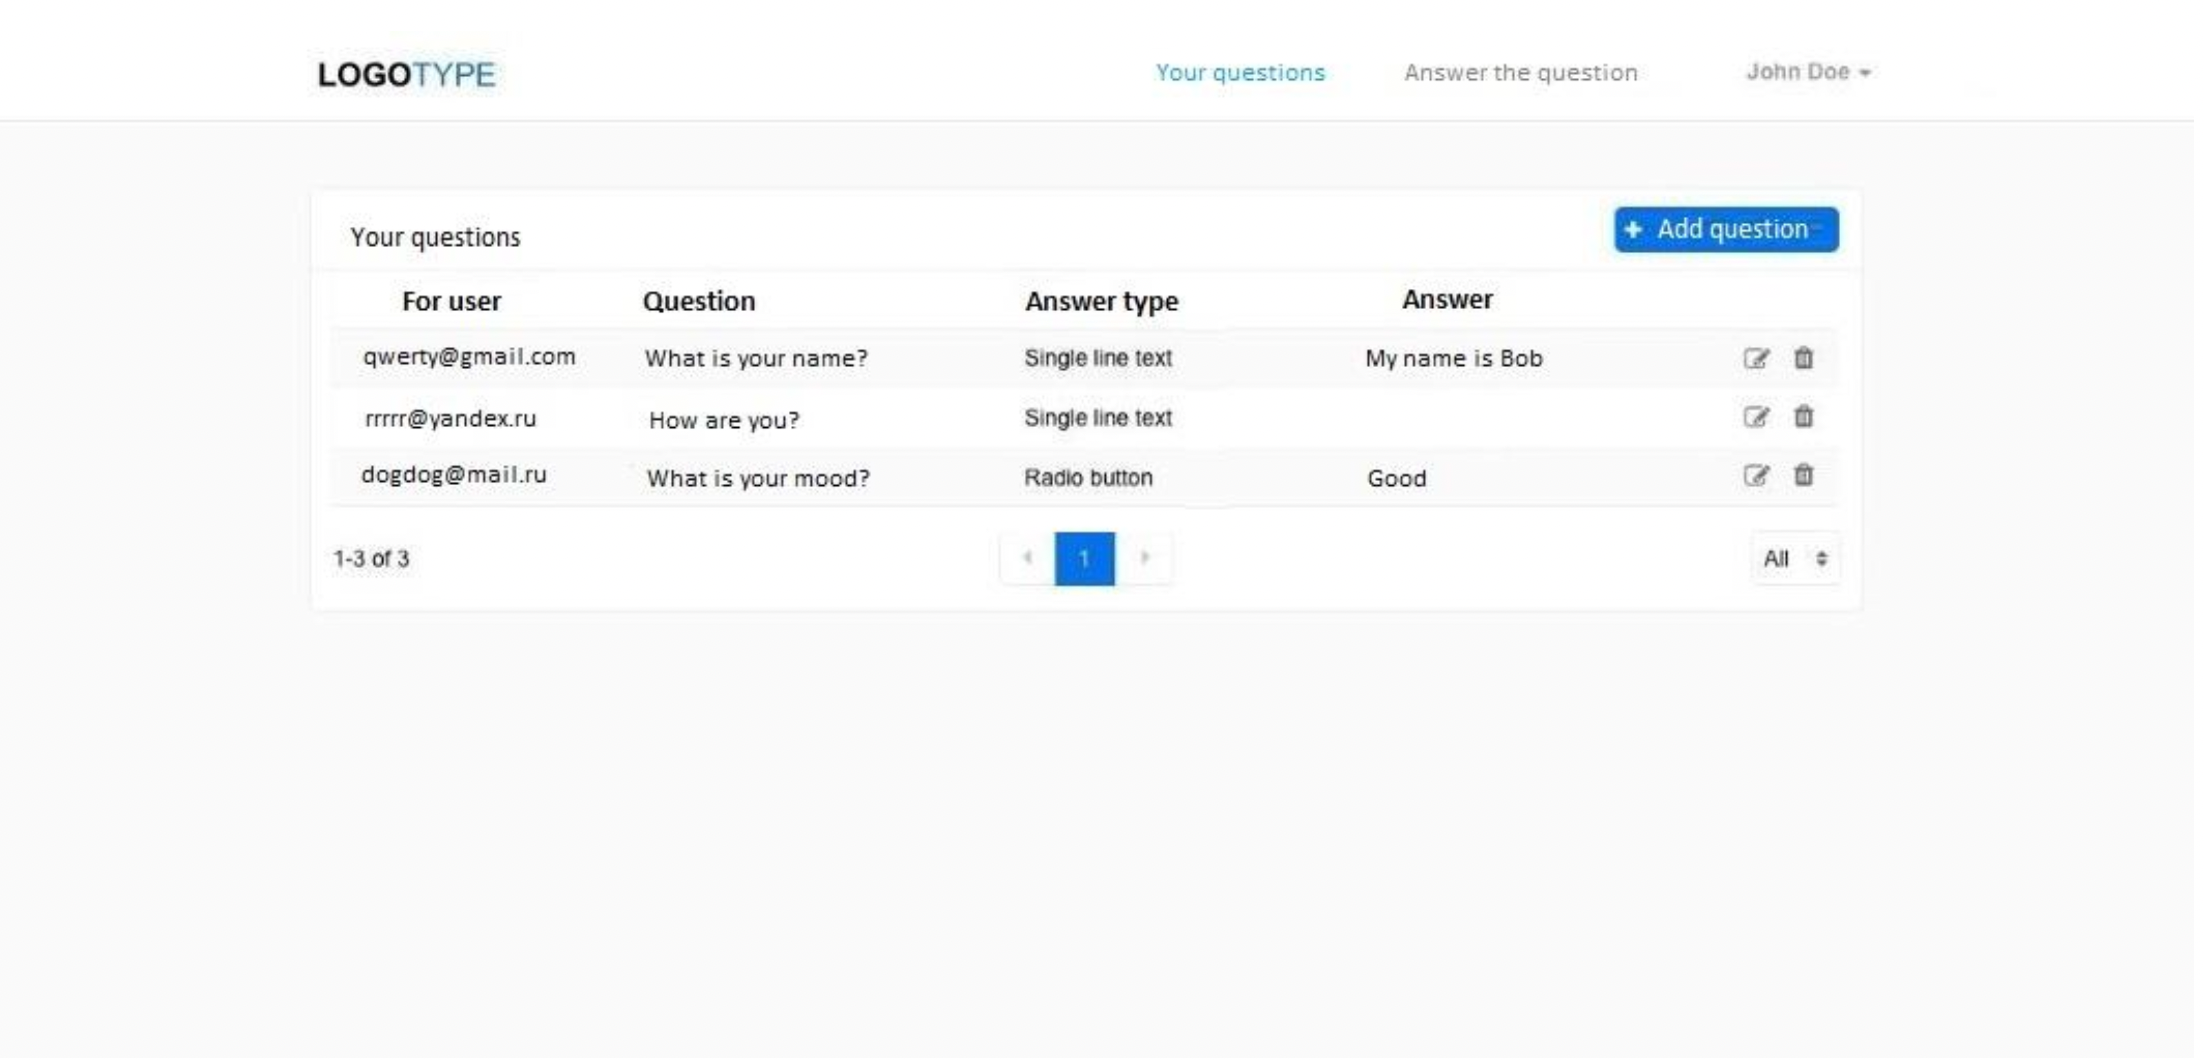 LOGOTYPE Your questions Answer the question John Doe
Your questions + Add question
For user Question Answer type Answer
qwerty@gmail.com What is your name? Single line text My name is Bob
rrrrr@yandex.ru How are you? Single line text
dogdog@mail.ru What is your mood? Radio button Good
1-3 of 3 1 All